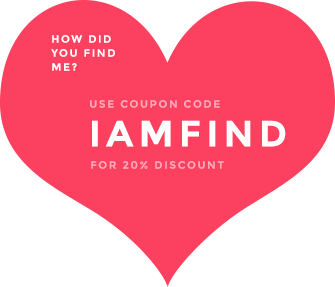 HOW DID
YOU FIND
ME?
USE COUPON CODE
IAMFIND
FOR 20% DISCOUNT